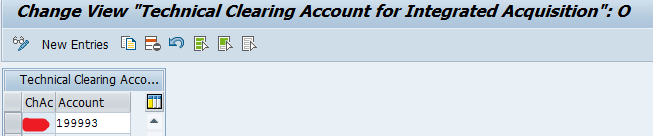 Change View "Technical Clearing Account for Integrated Acquisition": O
New Entries
Technical Clearing Acco...
ChAc Account
199993